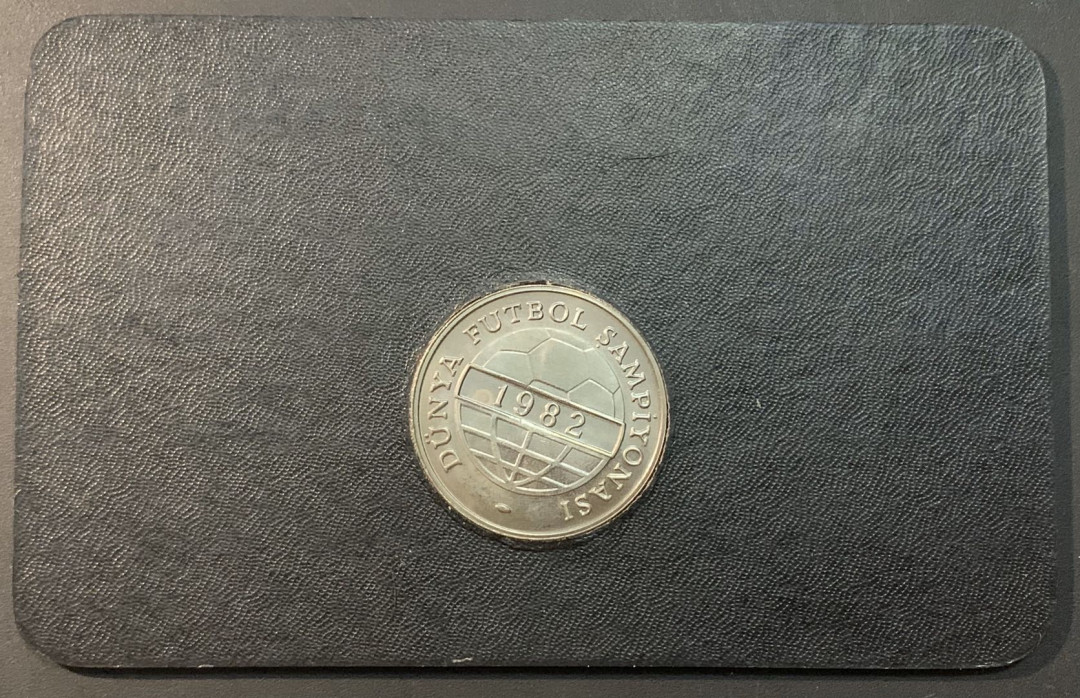 DÜNYA FUTBOL ŞAMPİYONASI
1982